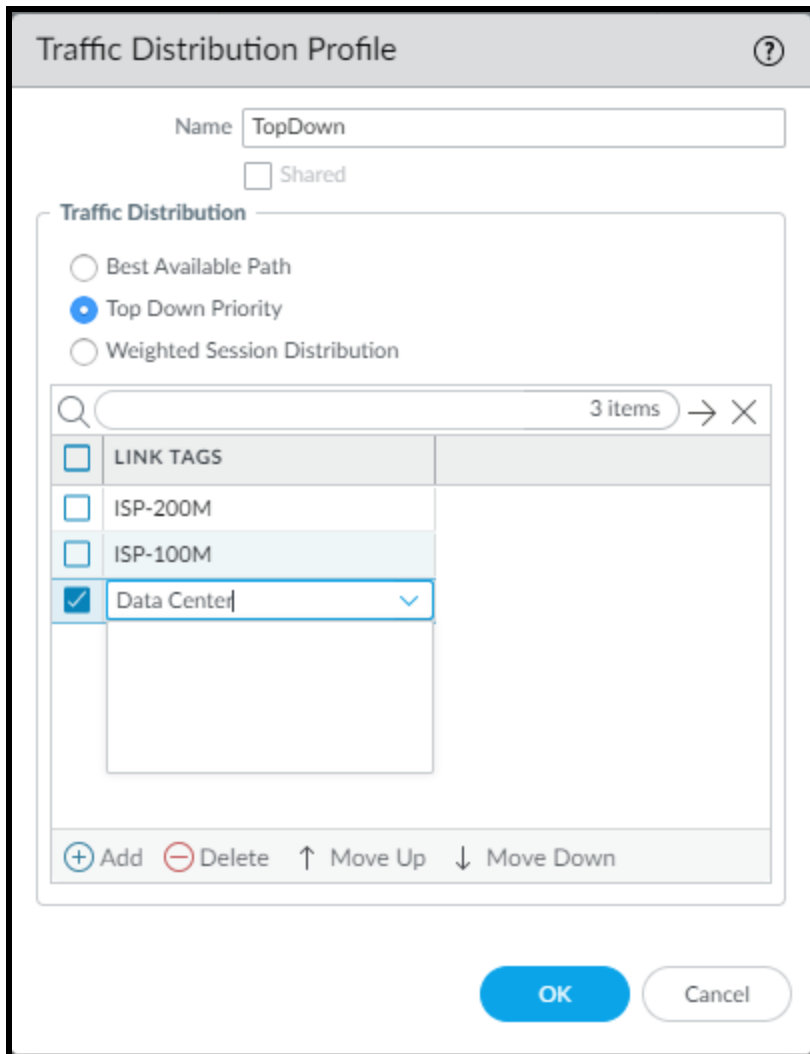 Traffic Distribution Profile ?
Name TopDown
Shared
Traffic Distribution
Best Available Path
Top Down Priority
Weighted Session Distribution
3 items
LINK TAGS
ISP-200M
ISP-100M
Data Center
Add Delete Move Up Move Down
OK Cancel